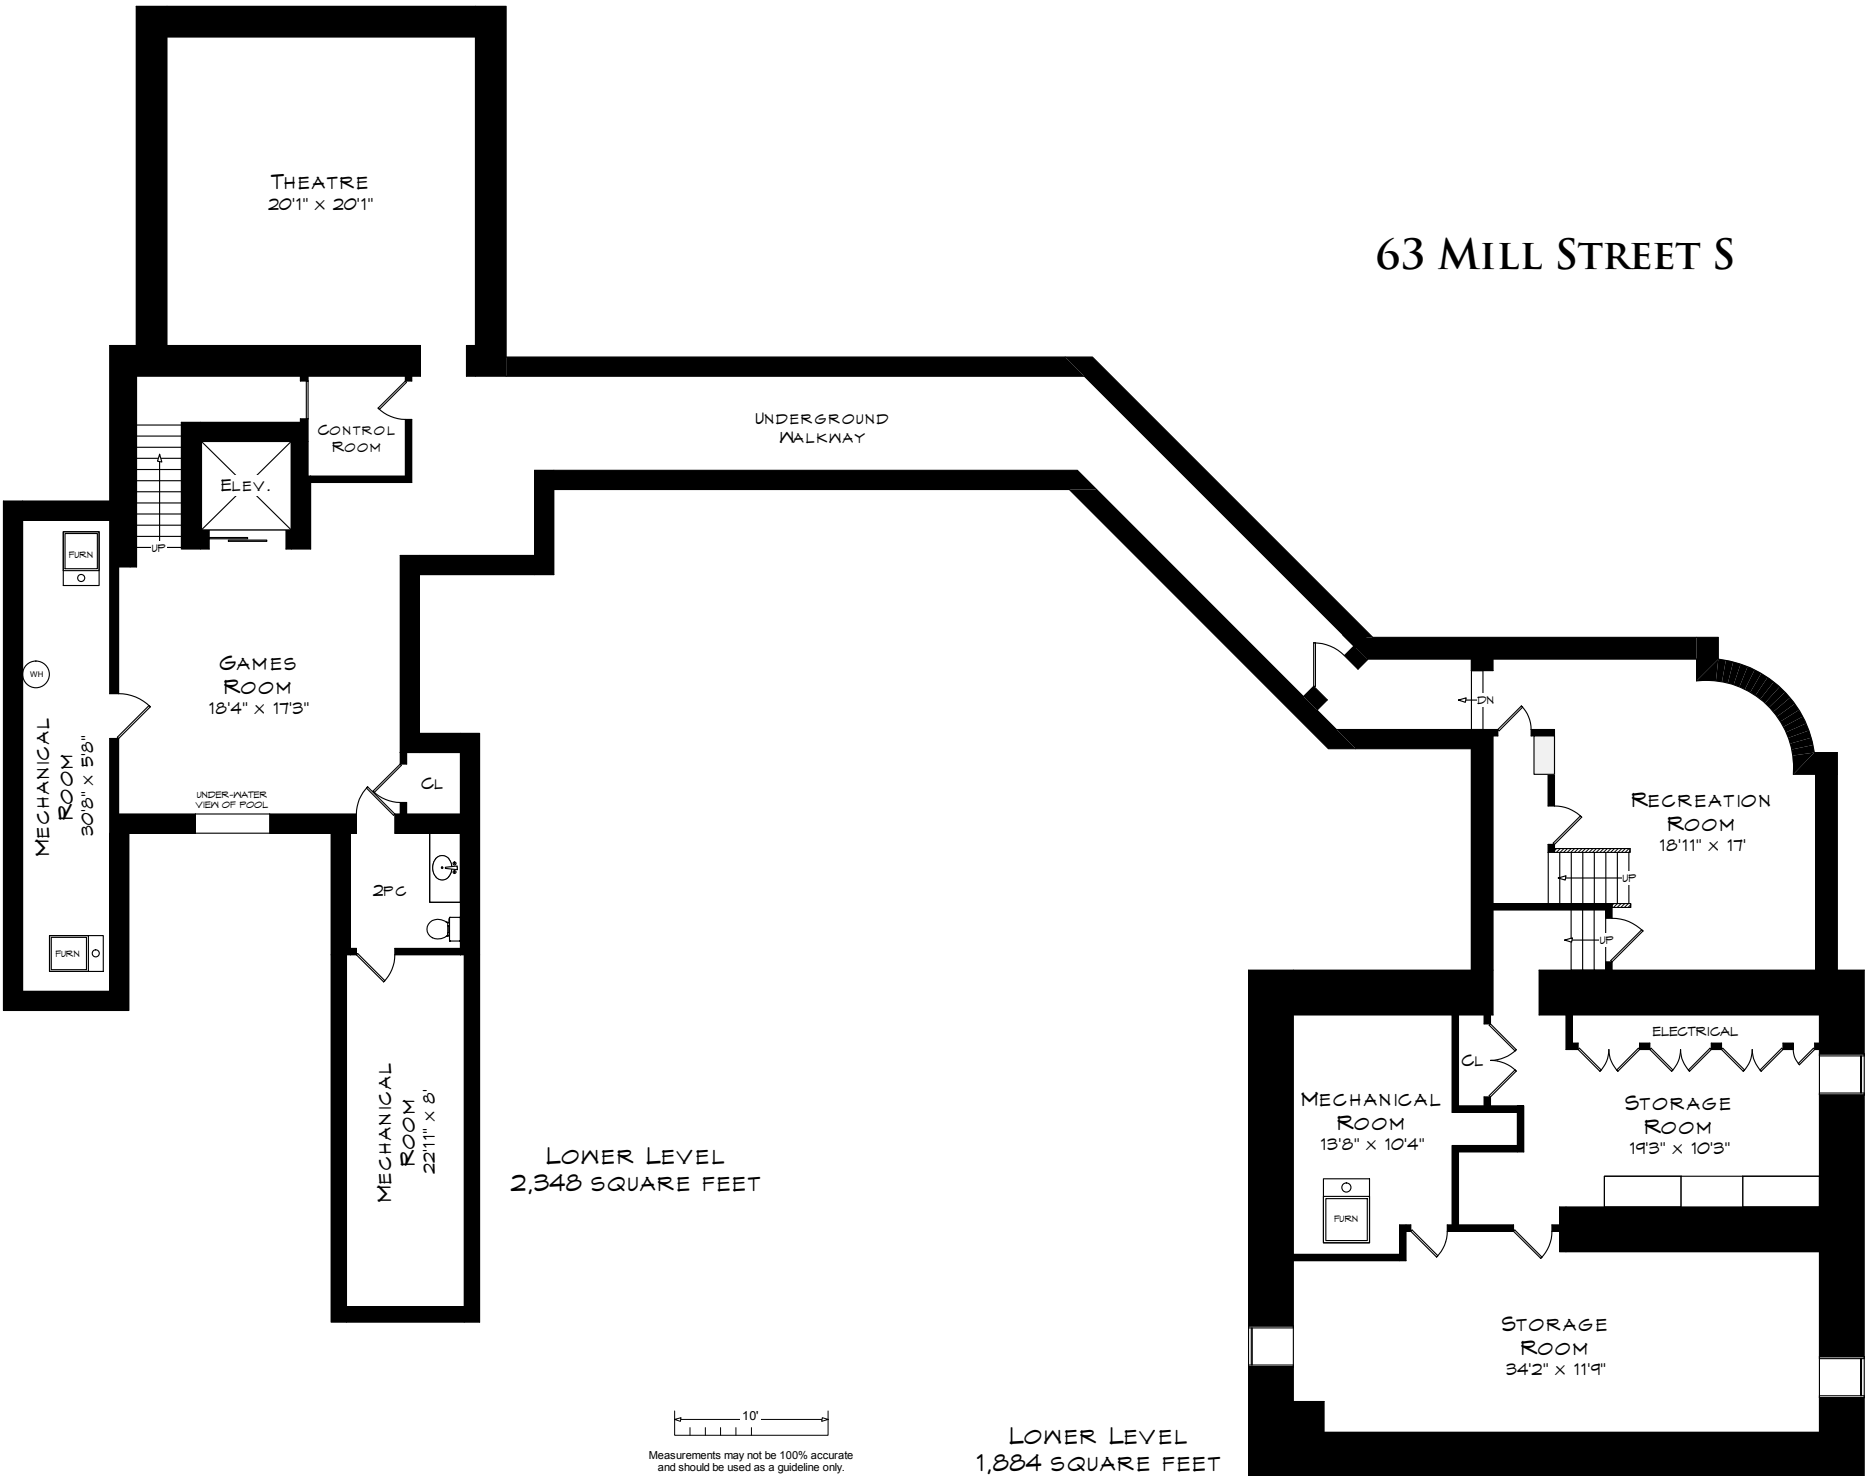 THEATRE
20'1" x 20'1"
63 MILL STREET S
UNDERGROUND
WALKWAY
CONTROL
ROOM
ELEV.
UP
FURN
WH
GAMES
ROOM
18'4" x 17'3"
MECHANICAL
ROOM
30'8" x 5'8"
UNDER-WATER
VIEW OF POOL
CL
2PC
FURN
MECHANICAL
ROOM
22'11" x 8'
LOWER LEVEL
2,348 SQUARE FEET
DN
RECREATION
ROOM
18'11" x 17'
UP
UP
ELECTRICAL
CL
MECHANICAL
ROOM
13'8" x 10'4"
STORAGE
ROOM
19'3" x 10'3"
FURN
STORAGE
ROOM
34'2" x 11'9"
10'
Measurements may not be 100% accurate
and should be used as a guideline only.
LOWER LEVEL
1,884 SQUARE FEET